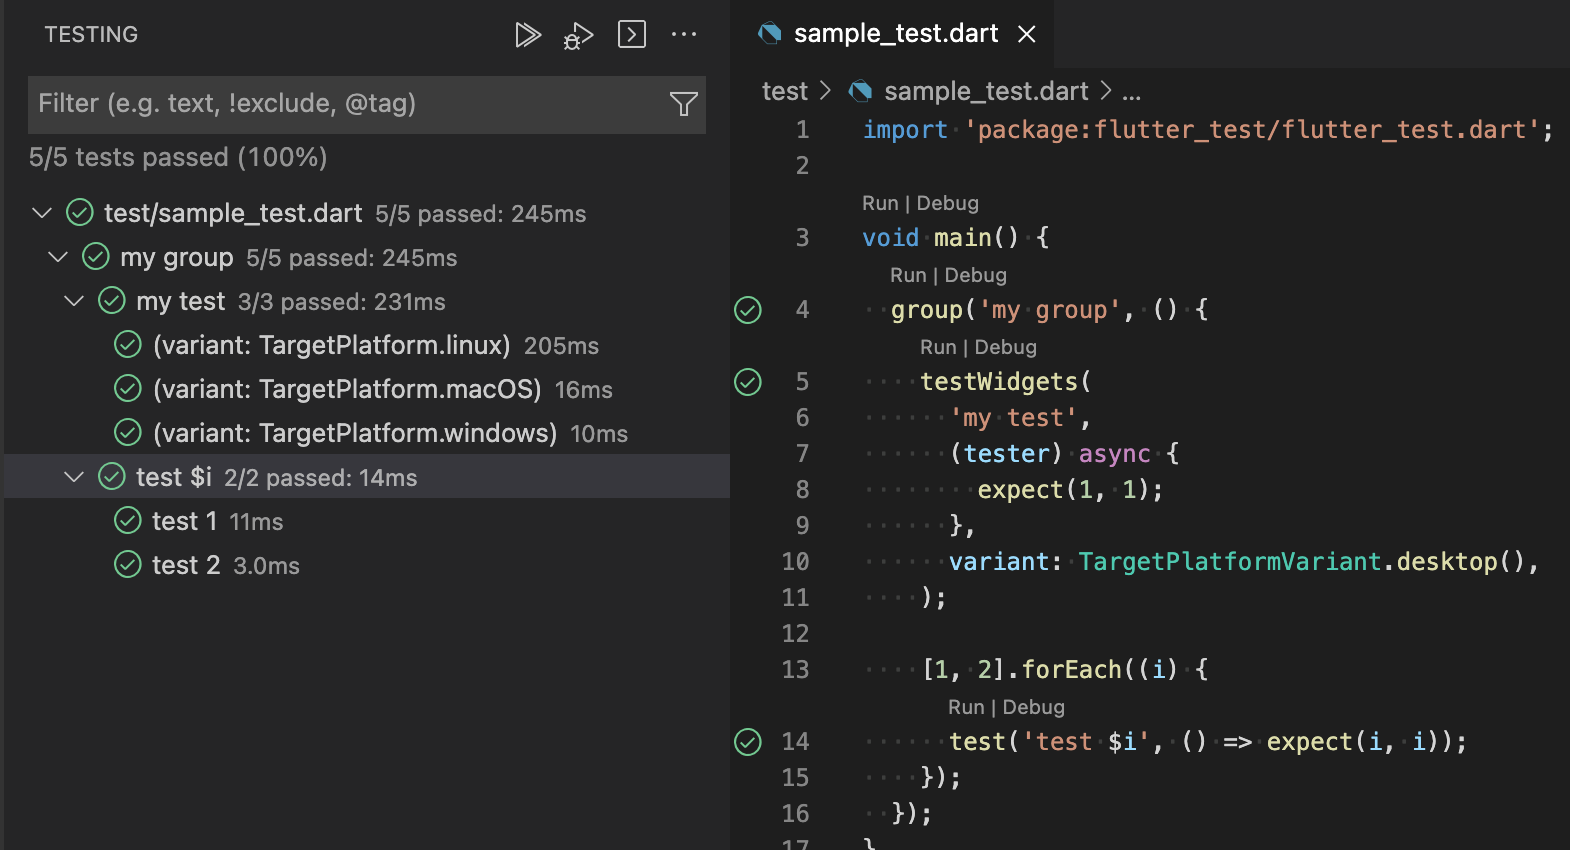 TESTING
Filter (e.g. text, !exclude, @tag)
5/5 tests passed (100%)
test/sample_test.dart 5/5 passed: 245ms
my group 5/5 passed: 245ms
my test 3/3 passed: 231ms
(variant: TargetPlatform.linux) 205ms
(variant: TargetPlatform.macOS) 16ms
(variant: TargetPlatform.windows) 10ms
test $i 2/2 passed: 14ms
test 1 11ms
test 2 3.0ms
sample_test.dart
test > sample_test.dart > ...
1 import 'package:flutter_test/flutter_test.dart';
2
Run | Debug
3 void main() {
Run | Debug
4 group('my group', () {
Run | Debug
5 testWidgets(
6 'my test',
7 (tester) async {
8 expect(1, 1);
9 },
10 variant: TargetPlatformVariant.desktop(),
11 );
12
13 [1, 2].forEach((i) {
Run | Debug
14 test('test $i', () => expect(i, i));
15 });
16 });
17 }